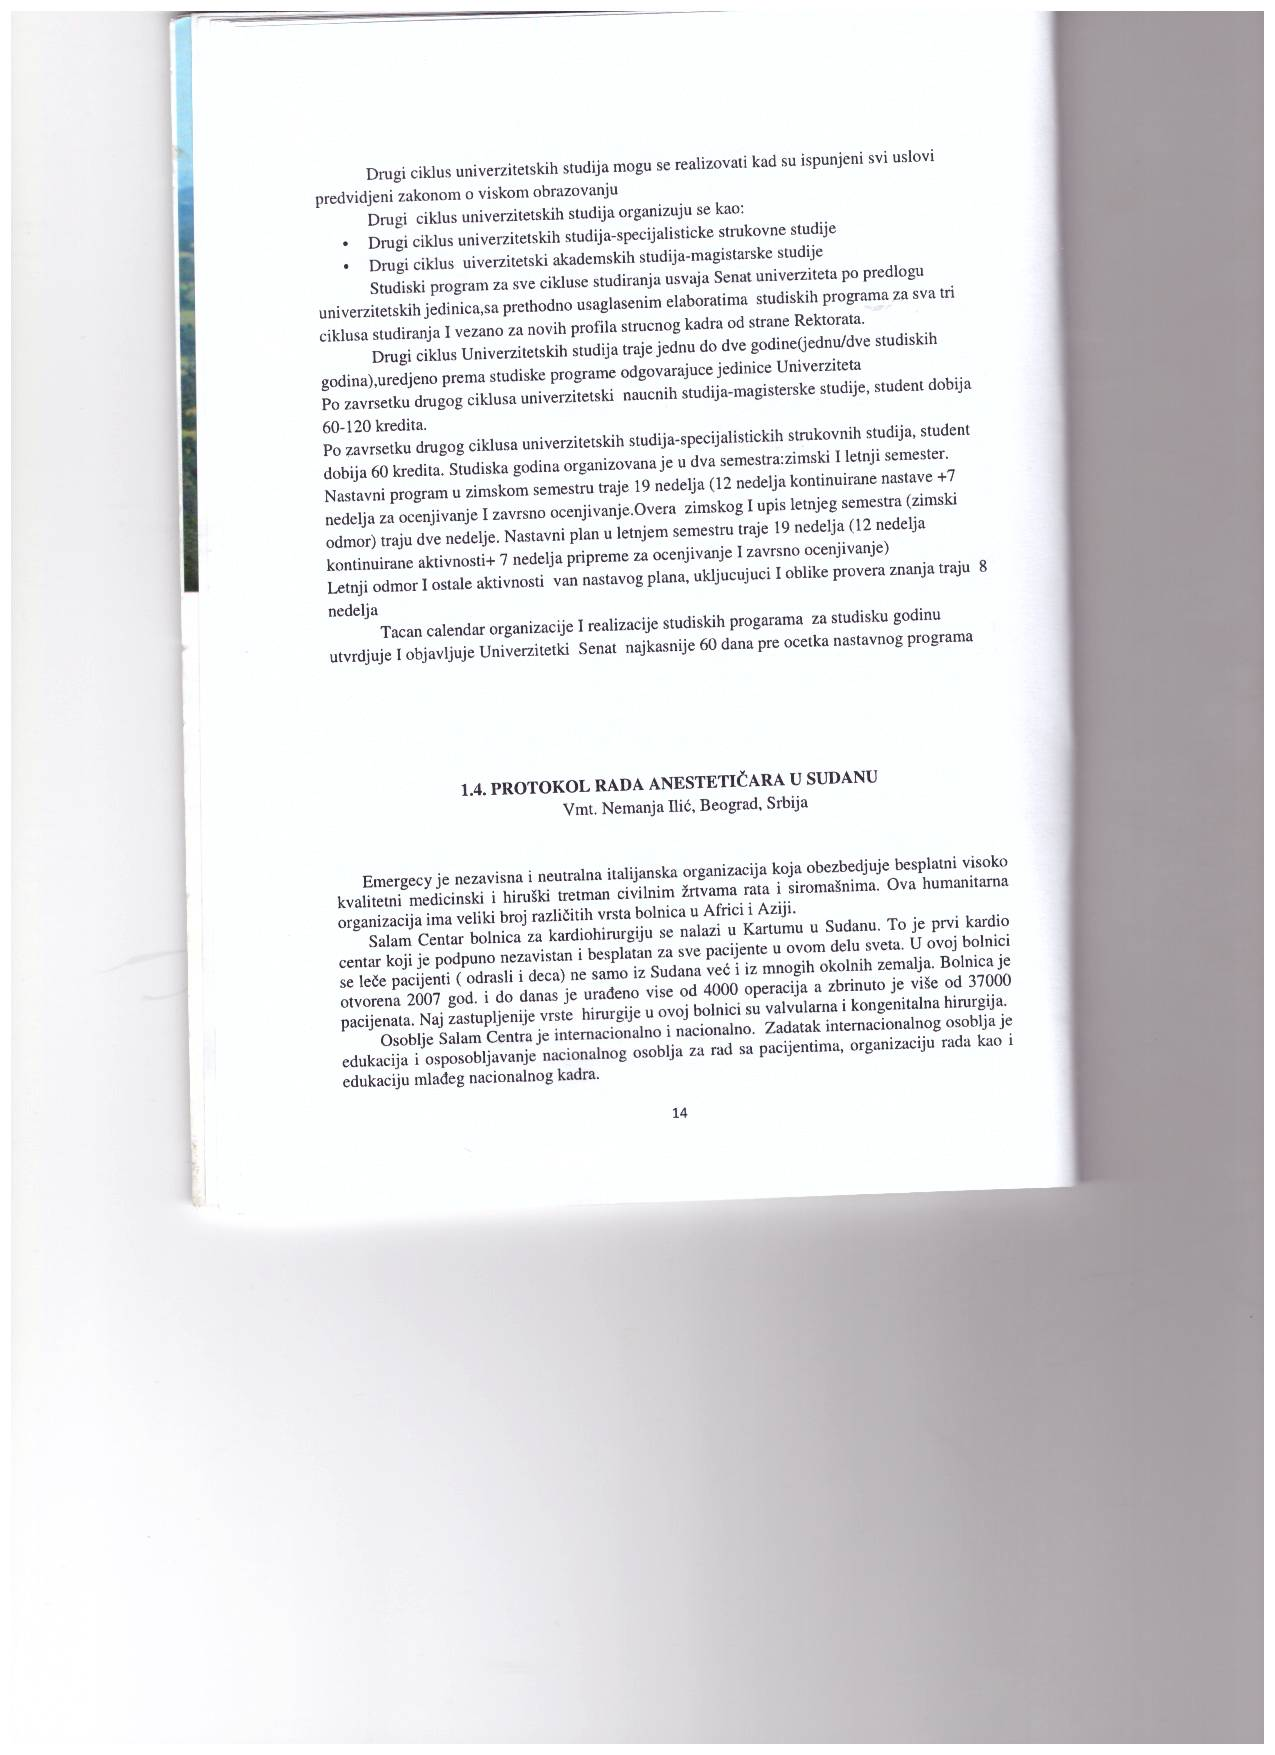 Drugi ciklus univerzitetskih studija mogu se realizovati kad su ispunjeni svi uslovi
predvidjeni zakonom o viskom obrazovanju
Drugi ciklus univerzitetskih studija organizuju se kao:
• Drugi ciklus univerzitetskih studija-specijalisticke strukovne studije
• Drugi ciklus uiverzitetski akademskih studija-magistarske studije
Studiski program za sve cikluse studiranja usvaja Senat univerziteta po predlogu
univerzitetskih jedinica,sa prethodno usaglasenim elaboratima studiskih programa za sva tri
ciklusa studiranja I vezano za novih profila strucnog kadra od strane Rektorata.
Drugi ciklus Univerzitetskih studija traje jednu do dve godine(jednu/dve studiskih
godina),uredjeno prema studiske programe odgovarajuce jedinice Univerziteta
Po zavrsetku drugog ciklusa univerzitetski naucnih studija-magisterske studije, student dobija
60-120 kredita.
Po zavrsetku drugog ciklusa univerzitetskih studija-specijalistickih strukovnih studija, student
dobija 60 kredita. Studiska godina organizovana je u dva semestra:zimski I letnji semester.
Nastavni program u zimskom semestru traje 19 nedelja (12 nedelja kontinuirane nastave +7
nedelja za ocenjivanje I zavrsno ocenjivanje.Overa zimskog I upis letnjeg semestra (zimski
odmor) traju dve nedelje. Nastavni plan u letnjem semestru traje 19 nedelja (12 nedelja
kontinuirane aktivnosti+ 7 nedelja pripreme za ocenjivanje I zavrsno ocenjivanje)
Letnji odmor I ostale aktivnosti van nastavog plana, ukljucujuci I oblike provera znanja traju 8
nedelja
Tacan calendar organizacije I realizacije studiskih progarama za studisku godinu
utvrdjuje I objavljuje Univerzitetki Senat najkasnije 60 dana pre ocetka nastavnog programa
1.4. PROTOKOL RADA ANESTETIČARA U SUDANU
Vmt. Nemanja Ilić, Beograd, Srbija
Emergecy je nezavisna i neutralna italijanska organizacija koja obezbedjuje besplatni visoko
kvalitetni medicinski i hiruški tretman civilnim žrtvama rata i siromašnima. Ova humanitarna
organizacija ima veliki broj različitih vrsta bolnica u Africi i Aziji.
Salam Centar bolnica za kardiohirurgiju se nalazi u Kartumu u Sudanu. To je prvi kardio
centar koji je podpuno nezavistan i besplatan za sve pacijente u ovom delu sveta. U ovoj bolnici
se leče pacijenti ( odrasli i deca) ne samo iz Sudana već i iz mnogih okolnih zemalja. Bolnica je
otvorena 2007 god. i do danas je urađeno vise od 4000 operacija a zbrinuto je više od 37000
pacijenata. Naj zastupljenije vrste hirurgije u ovoj bolnici su valvularna i kongenitalna hirurgija.
Osoblje Salam Centra je internacionalno i nacionalno. Zadatak internacionalnog osoblja je
edukacija i osposobljavanje nacionalnog osoblja za rad sa pacijentima, organizaciju rada kao i
edukaciju mlađeg nacionalnog kadra.
14